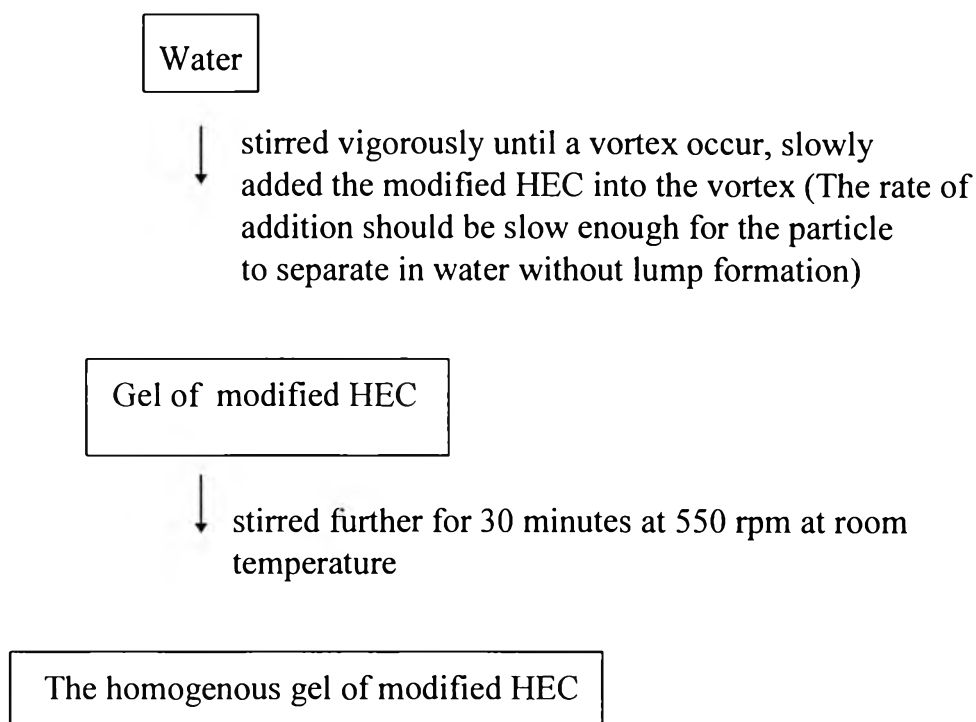 Water
stirred vigorously until a vortex occur, slowly
added the modified HEC into the vortex (The rate of
addition should be slow enough for the particle
to separate in water without lump formation)
Gel of modified HEC
stirred further for 30 minutes at 550 rpm at room
temperature
The homogenous gel of modified HEC